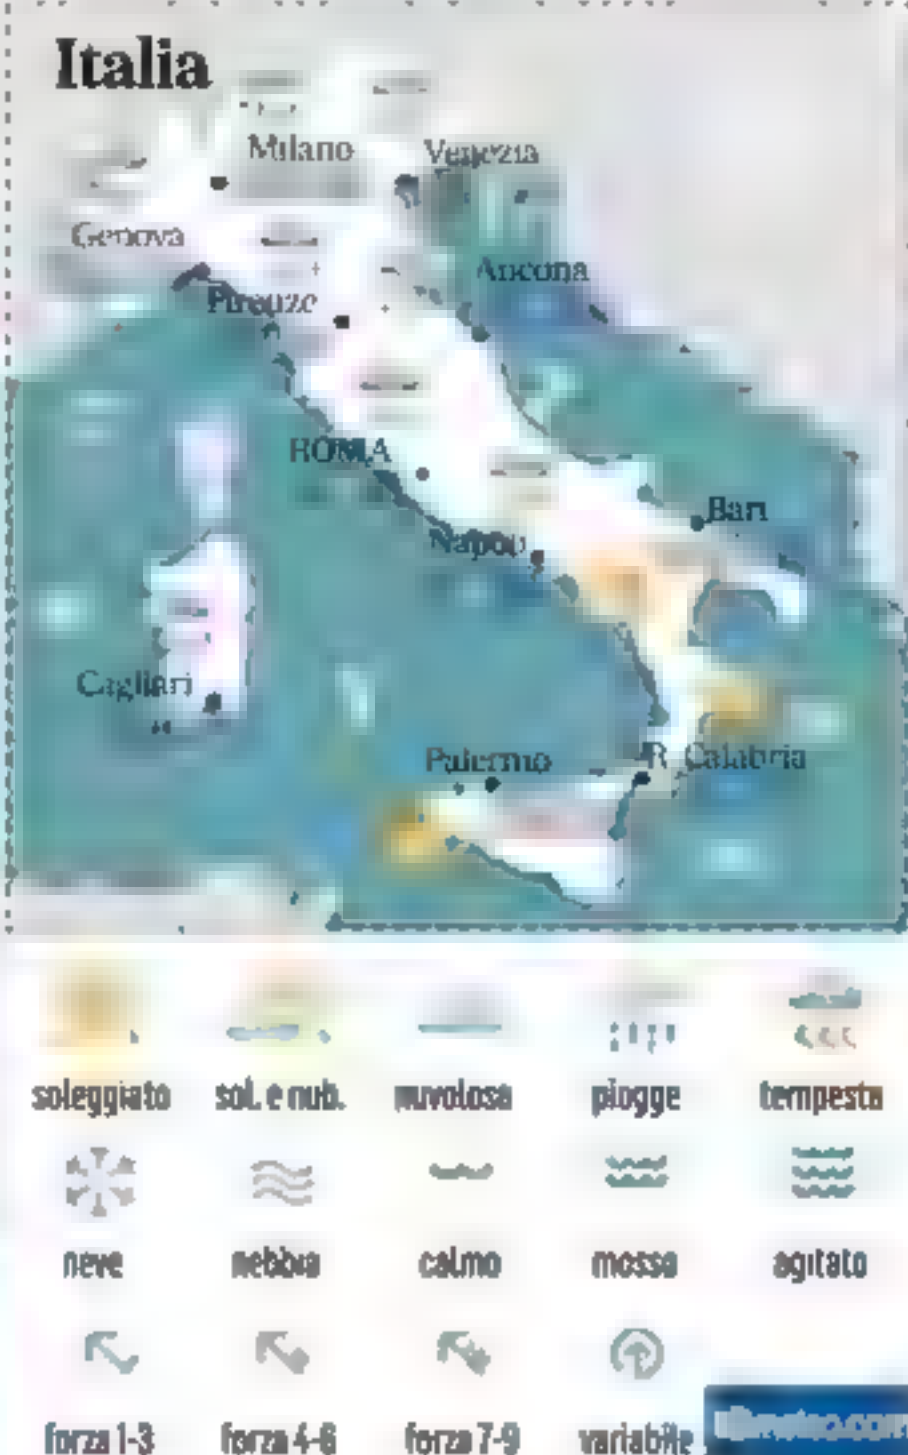 Italia
Milano
Venezia
Genova
Ancona
Firenze
ROMA
Bari
Napoli
Cagliari
Palermo
R. Calabria
soleggiato sol. e nub. nuvoloso piogge tempesta
neve nebbia calmo mosso agitato
forza 1-3 forza 4-6 forza 7-9 variabile